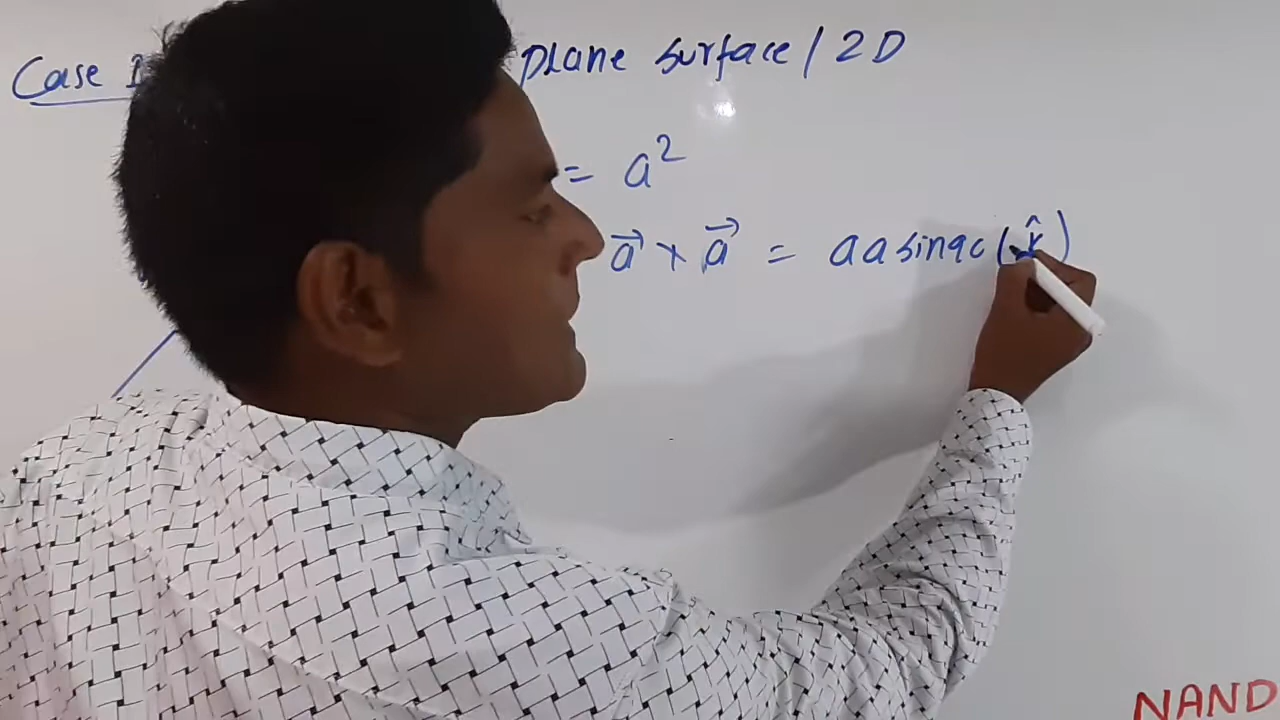 Case plane surface / 2D
= a²
a⃗ × a⃗ = a a sin90 (k̂)
NAND